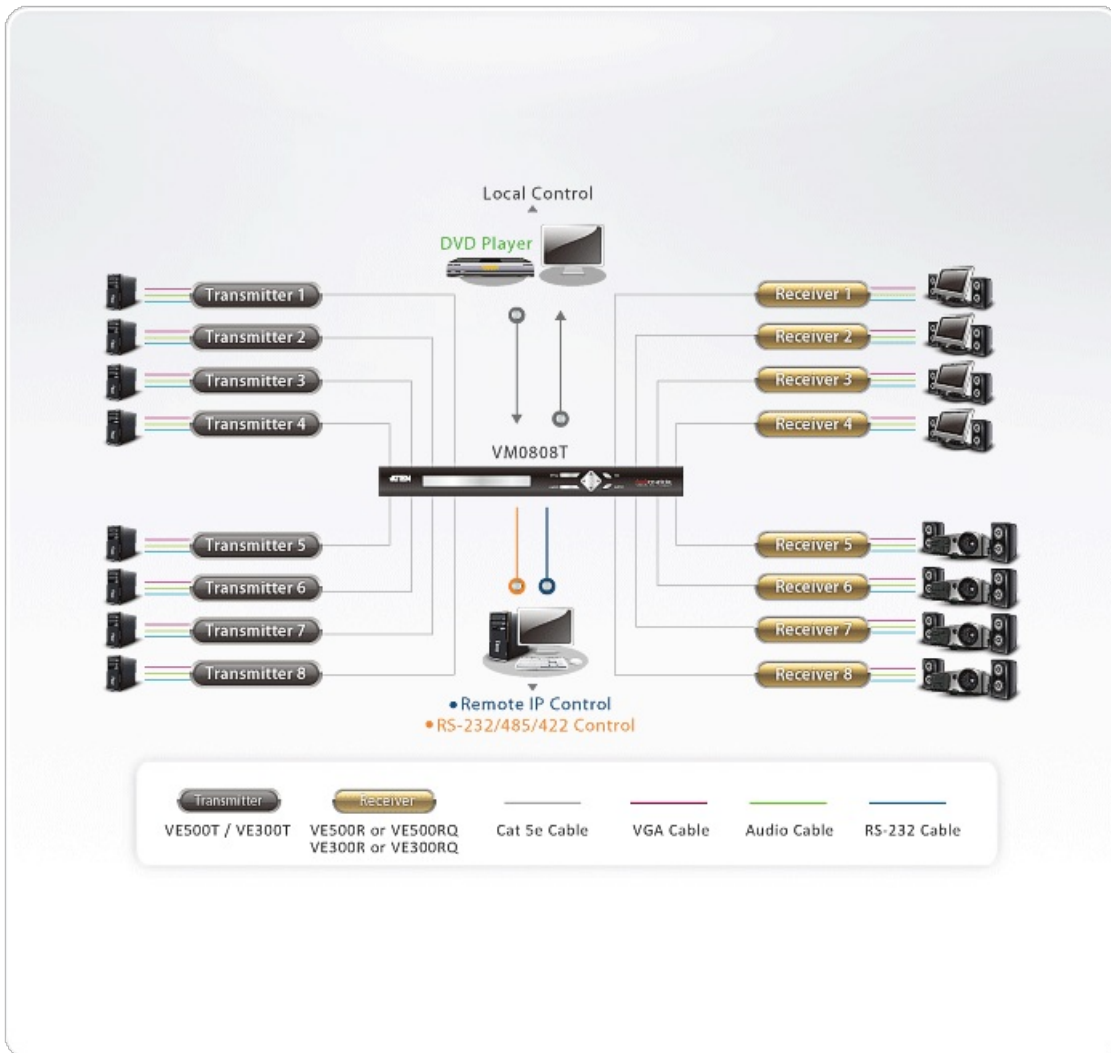 Local Control
DVD Player
Transmitter 1
Transmitter 2
Transmitter 3
Transmitter 4
Receiver 1
Receiver 2
Receiver 3
Receiver 4
VM0808T
ATEN
Transmitter 5
Transmitter 6
Transmitter 7
Transmitter 8
Receiver 5
Receiver 6
Receiver 7
Receiver 8
•Remote IP Control
•RS-232/485/422 Control
Transmitter
VE500T / VE300T
Receiver
VE500R or VE500RQ
VE300R or VE300RQ
Cat 5e Cable
VGA Cable
Audio Cable
RS-232 Cable